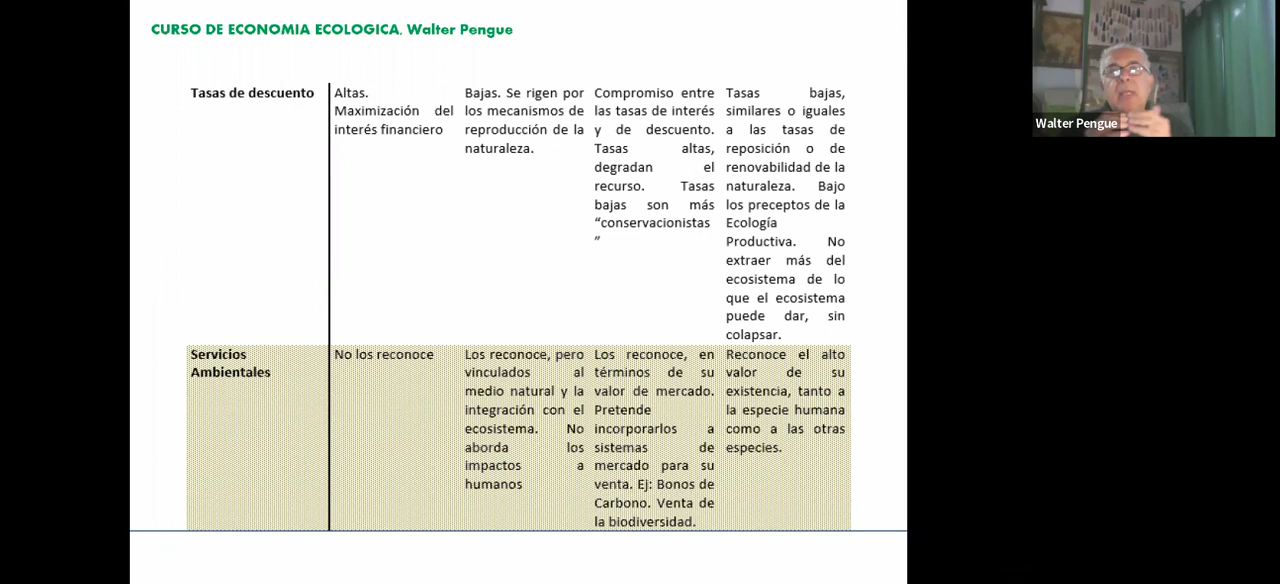 CURSO DE ECONOMIA ECOLOGICA. Walter Pengue
Tasas de descuento
Altas.
Maximización del
interés financiero
Bajas. Se rigen por
los mecanismos de
reproducción de la
naturaleza.
Compromiso entre
las tasas de interés
y de descuento.
Tasas altas,
degradan el
recurso. Tasas
bajas son más
“conservacionistas
”
Tasas bajas,
similares o iguales
a las tasas de
reposición o de
renovabilidad de la
naturaleza. Bajo
los preceptos de la
Ecología
Productiva. No
extraer más del
ecosistema de lo
que el ecosistema
puede dar, sin
colapsar.
Servicios
Ambientales
No los reconoce
Los reconoce, pero
vinculados al
medio natural y la
integración con el
ecosistema. No
aborda los
impactos a
humanos
Los reconoce, en
términos de su
valor de mercado.
Pretende
incorporarlos a
sistemas de
mercado para su
venta. Ej: Bonos de
Carbono. Venta de
la biodiversidad.
Reconoce el alto
valor de su
existencia, tanto a
la especie humana
como a las otras
especies.
Walter Pengue